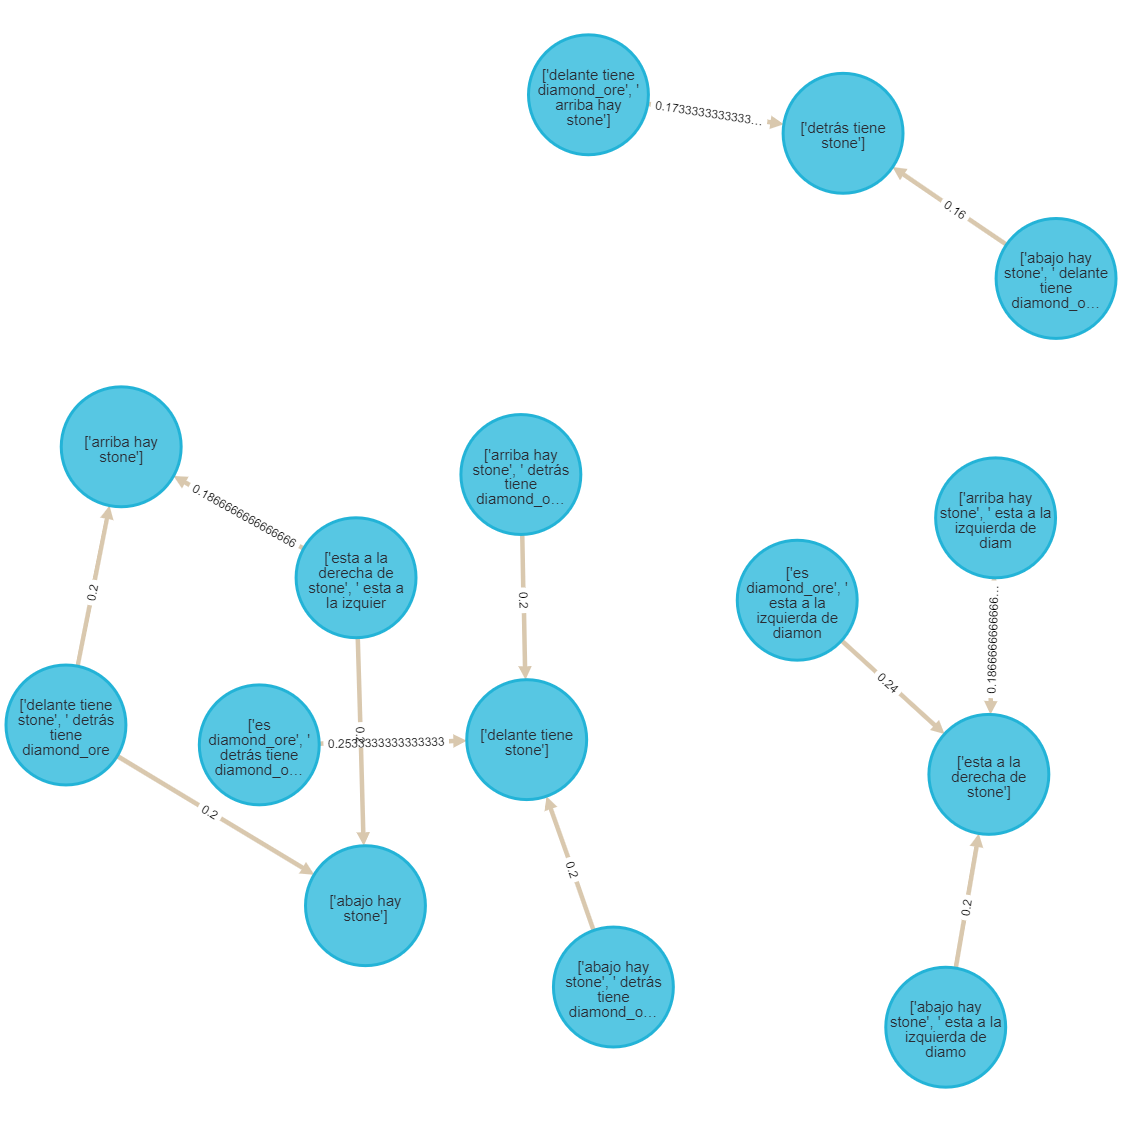 ['delante tiene
diamond_ore', '
arriba hay
stone']
0.1733333333333…
['detrás tiene
stone']
0.16
['abajo hay
stone', ' delante
tiene
diamond_o…
['arriba hay
stone']
0.1866666666666666
0.2
['esta a la
derecha de
stone', ' esta a
la izquier
['arriba hay
stone', ' detrás
tiene
diamond_o…
0.2
['delante tiene
stone', ' detrás
tiene
diamond_ore
['es
diamond_ore', '
detrás tiene
diamond_o…
0.2
0.2533333333333333
['delante tiene
stone']
0.2
['abajo hay
stone']
0.2
['abajo hay
stone', ' detrás
tiene
diamond_o…
['arriba hay
stone', ' esta a la
izquierda de
diam
['es
diamond_ore', '
esta a la
izquierda de
diamon
0.1866666666666…
0.24
['esta a la
derecha de
stone']
0.2
['abajo hay
stone', ' esta a la
izquierda de
diamo